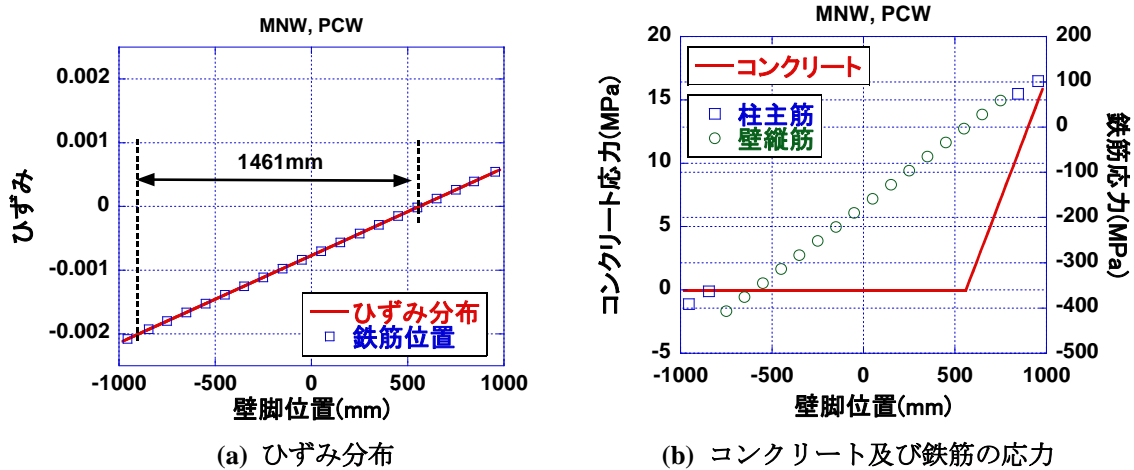 MNW, PCW
0.002
0.001
0
-0.001
-0.002
ひずみ
1461mm
ひずみ分布
鉄筋位置
-1000
-500
0
500
1000
壁脚位置(mm)
(a) ひずみ分布
MNW, PCW
20
15
10
5
0
-5
コンクリート応力(MPa)
コンクリート
柱主筋
壁縦筋
200
100
0
-100
-200
-300
-400
-500
鉄筋応力(MPa)
-1000
-500
0
500
1000
壁脚位置(mm)
(b) コンクリート及び鉄筋の応力